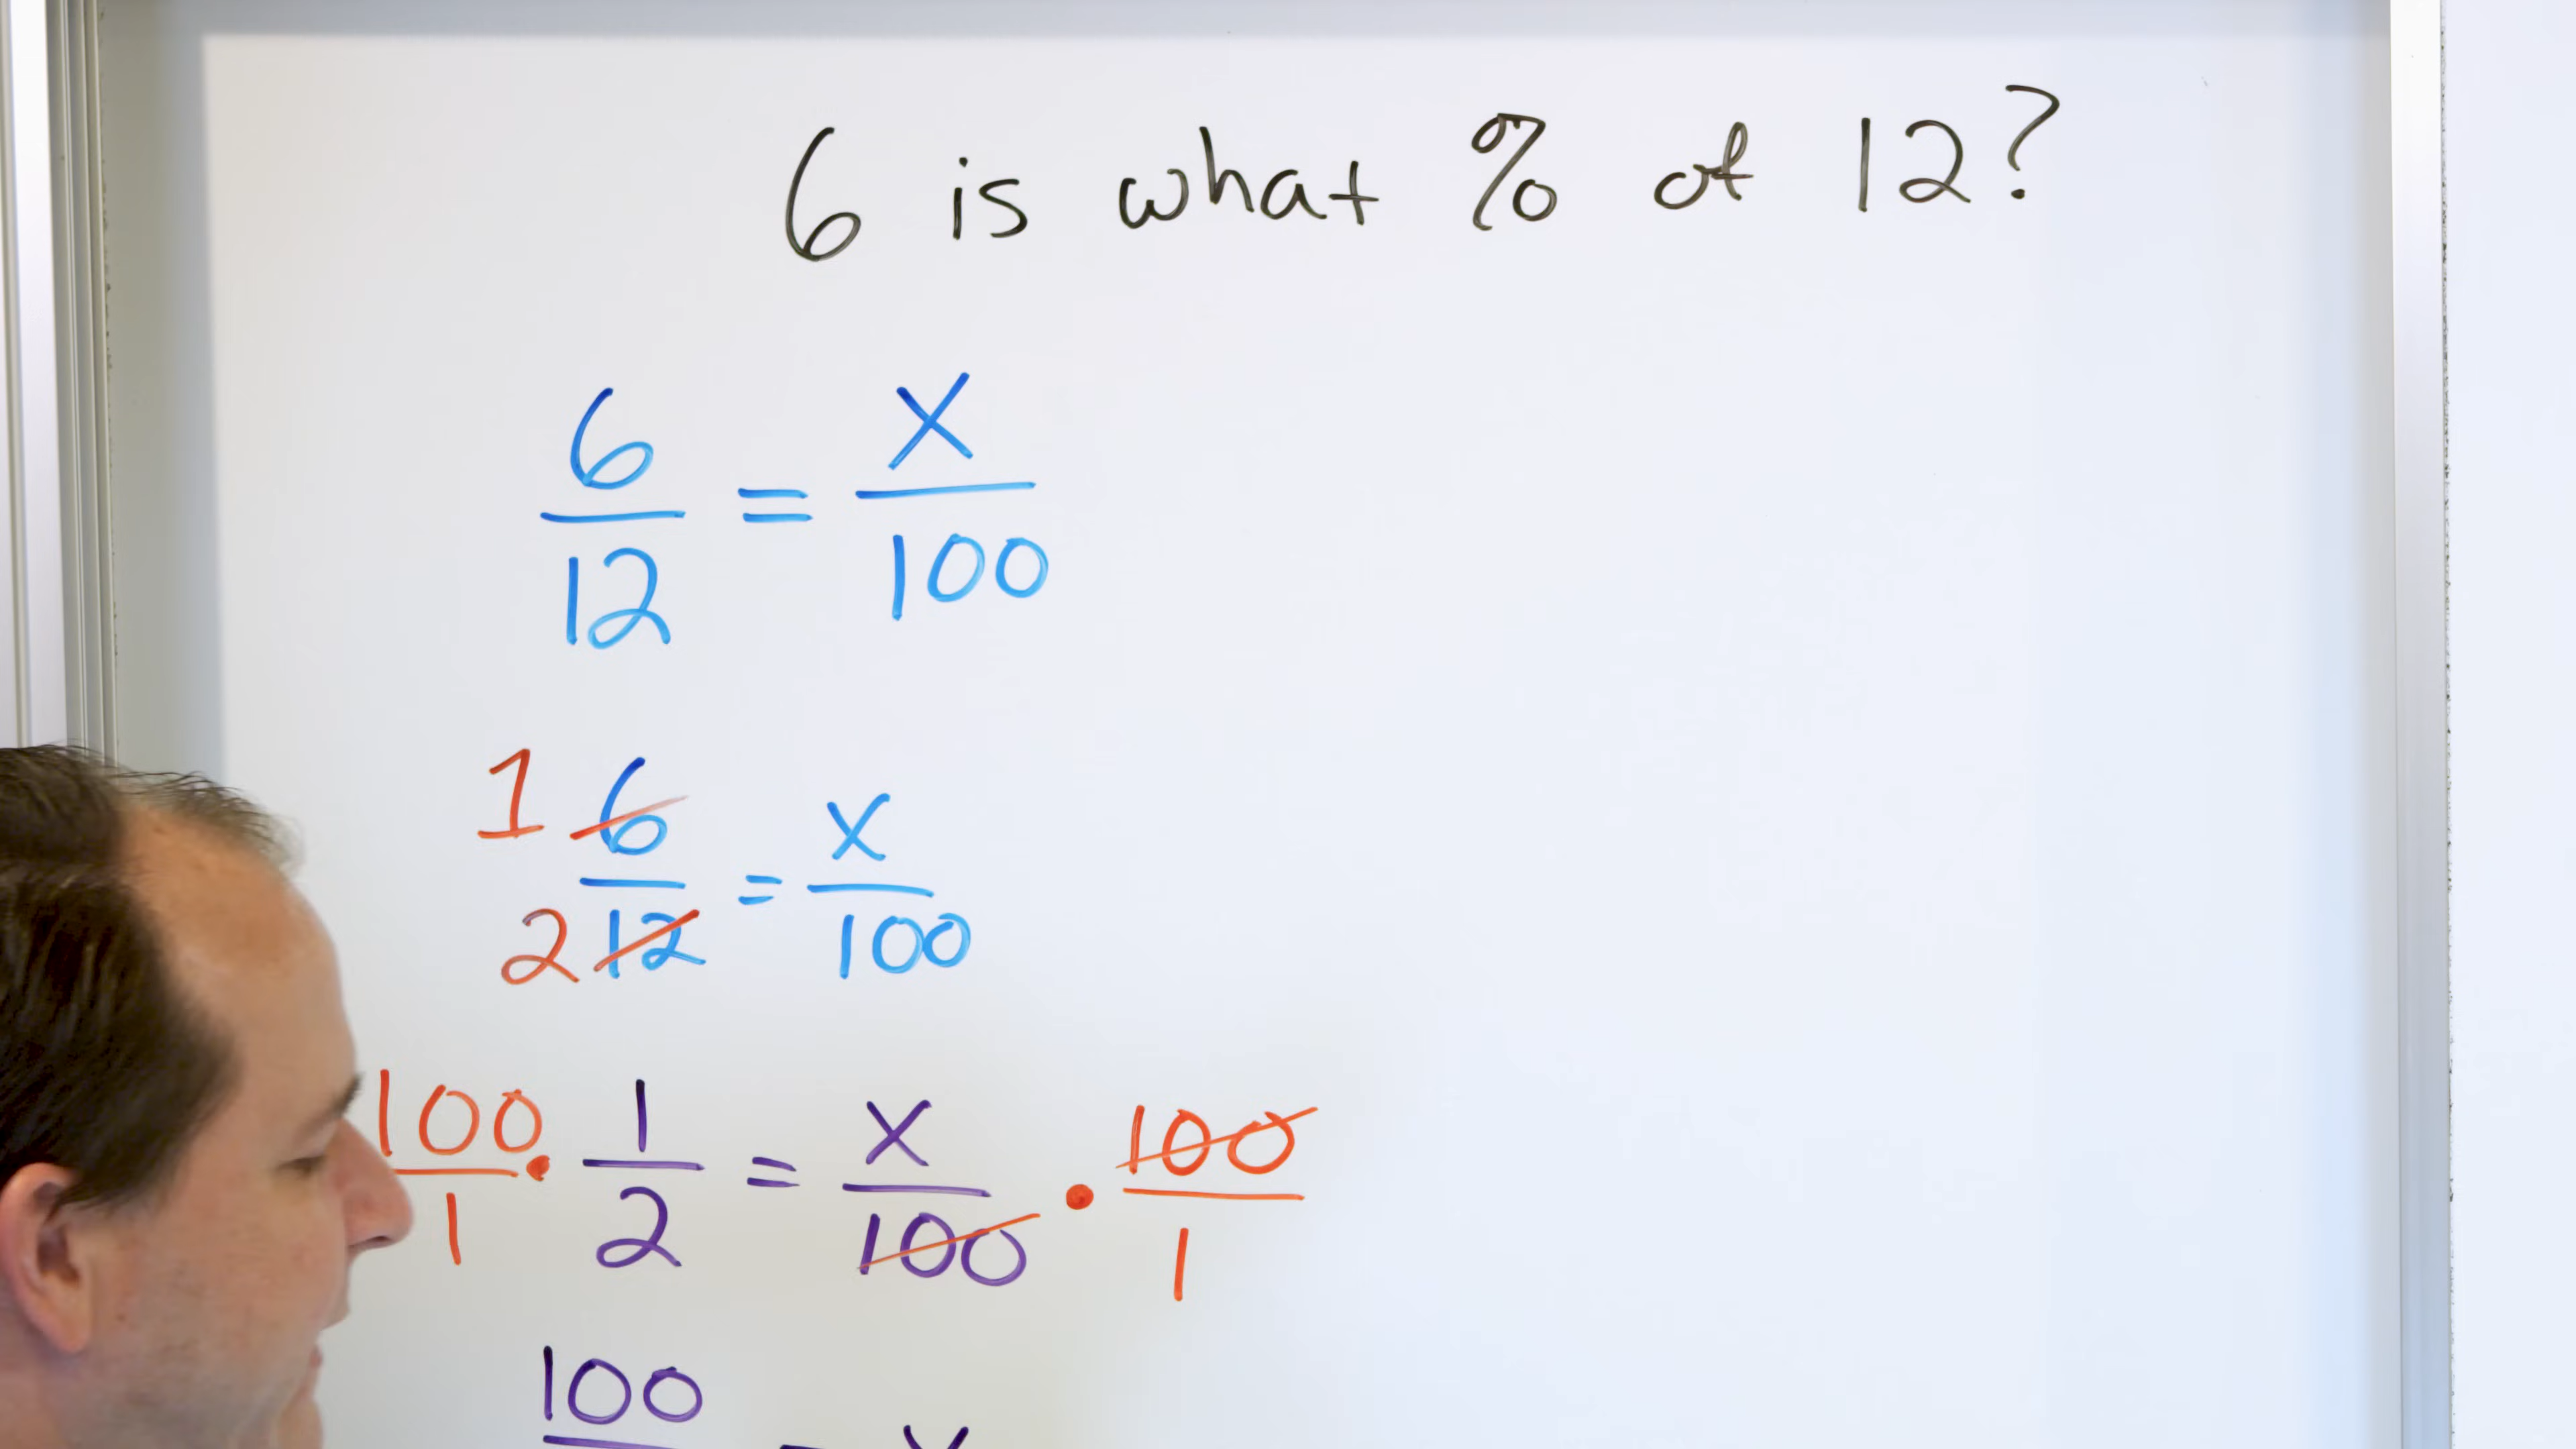 6 is what % of 12?
6/12 = x/100
1 6/2 12 = x/100
100/1 • 1/2 = x/100 • 100/1
100 = x